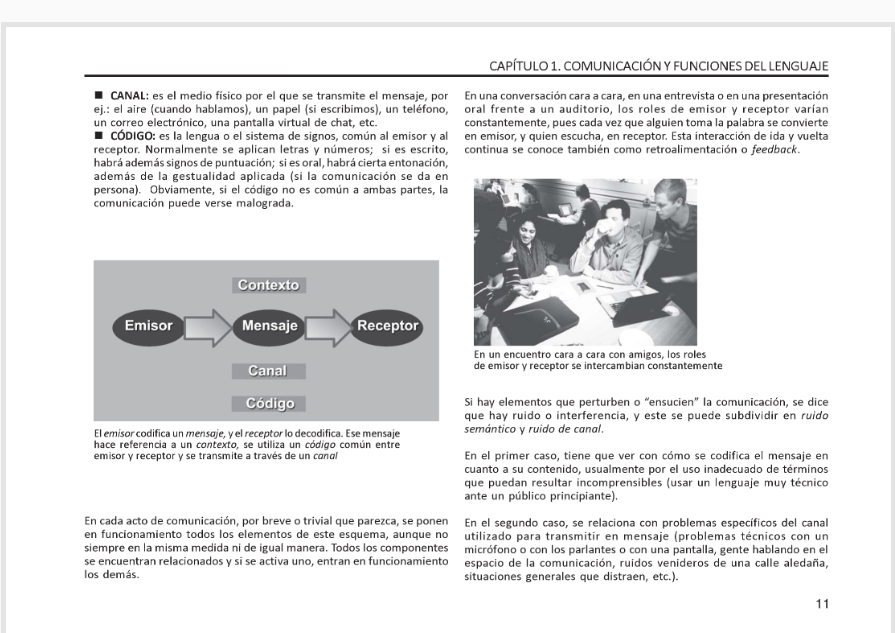 CAPÍTULO 1. COMUNICACIÓN Y FUNCIONES DEL LENGUAJE
■ CANAL: es el medio físico por el que se transmite el mensaje, por
ej.: el aire (cuando hablamos), un papel (si escribimos), un teléfono,
un correo electrónico, una pantalla virtual de chat, etc.
■ CÓDIGO: es la lengua o el sistema de signos, común al emisor y al
receptor. Normalmente se aplican letras y números; si es escrito,
habrá además signos de puntuación; si es oral, habrá cierta entonación,
además de la gestualidad aplicada (si la comunicación se da en
persona). Obviamente, si el código no es común a ambas partes, la
comunicación puede verse malograda.
Contexto
Emisor Mensaje Receptor
Canal
Código
El emisor codifica un mensaje, y el receptor lo decodifica. Ese mensaje
hace referencia a un contexto, se utiliza un código común entre
emisor y receptor y se transmite a través de un canal
En cada acto de comunicación, por breve o trivial que parezca, se ponen
en funcionamiento todos los elementos de este esquema, aunque no
siempre en la misma medida ni de igual manera. Todos los componentes
se encuentran relacionados y si se activa uno, entran en funcionamiento
los demás.
En una conversación cara a cara, en una entrevista o en una presentación
oral frente a un auditorio, los roles de emisor y receptor varían
constantemente, pues cada vez que alguien toma la palabra se convierte
en emisor, y quien escucha, en receptor. Esta interacción de ida y vuelta
continua se conoce también como retroalimentación o feedback.
En un encuentro cara a cara con amigos, los roles
de emisor y receptor se intercambian constantemente
Si hay elementos que perturben o “ensucien” la comunicación, se dice
que hay ruido o interferencia, y este se puede subdividir en ruido
semántico y ruido de canal.
En el primer caso, tiene que ver con cómo se codifica el mensaje en
cuanto a su contenido, usualmente por el uso inadecuado de términos
que puedan resultar incomprensibles (usar un lenguaje muy técnico
ante un público principiante).
En el segundo caso, se relaciona con problemas específicos del canal
utilizado para transmitir en mensaje (problemas técnicos con un
micrófono o con los parlantes o con una pantalla, gente hablando en el
espacio de la comunicación, ruidos venideros de una calle aledaña,
situaciones generales que distraen, etc.).
11